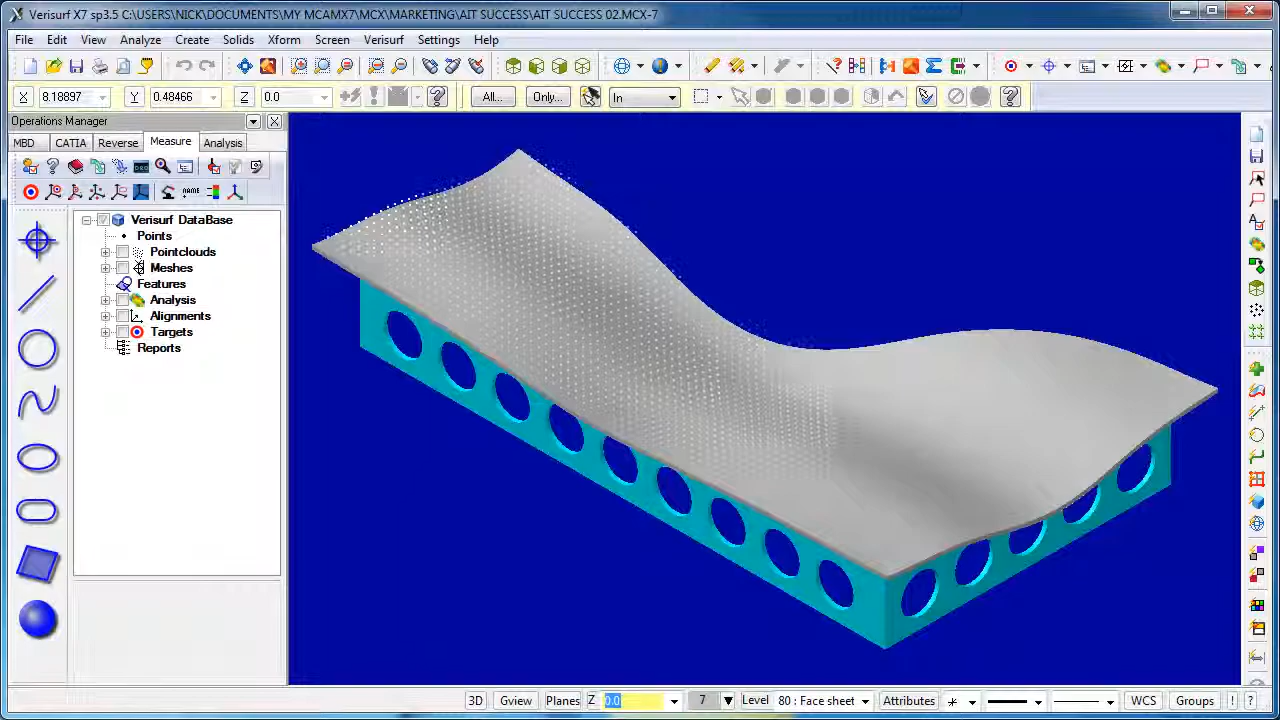 Verisurf X7 sp3.5 C:\USERS\NICK\DOCUMENTS\MY MCAMX7\MCX\MARKETING\AIT SUCCESS\AIT SUCCESS 02.MCX-7
File Edit View Analyze Create Solids Xform Screen Verisurf Settings Help
X 8.18897 Y 0.48466 Z 0.0 All... Only... In
Operations Manager
MBD CATIA Reverse Measure Analysis
NAME
Verisurf DataBase
Points
Pointclouds
Meshes
Features
Analysis
Alignments
Targets
Reports
3D Gview Planes Z 0.0 7 Level 80 : Face sheet Attributes WCS Groups ! ?